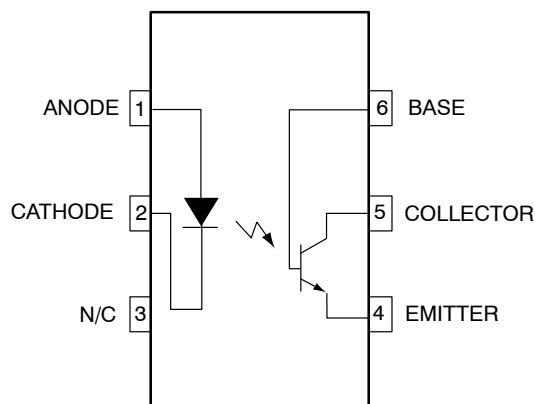 ANODE 1
6 BASE
CATHODE 2
5 COLLECTOR
N/C 3
4 EMITTER